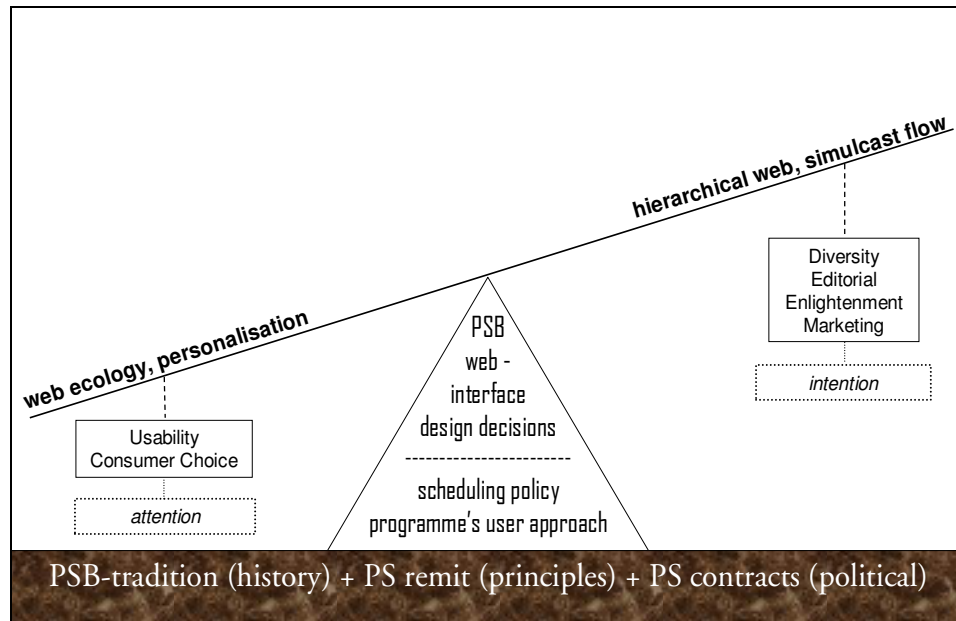 hierarchical web, simulcast flow
Diversity
Editorial
Enlightenment
Marketing
intention
web ecology, personalisation
Usability
Consumer Choice
attention
PSB
web -
interface
design decisions
scheduling policy
programme's user approach
PSB-tradition (history) + PS remit (principles) + PS contracts (political)